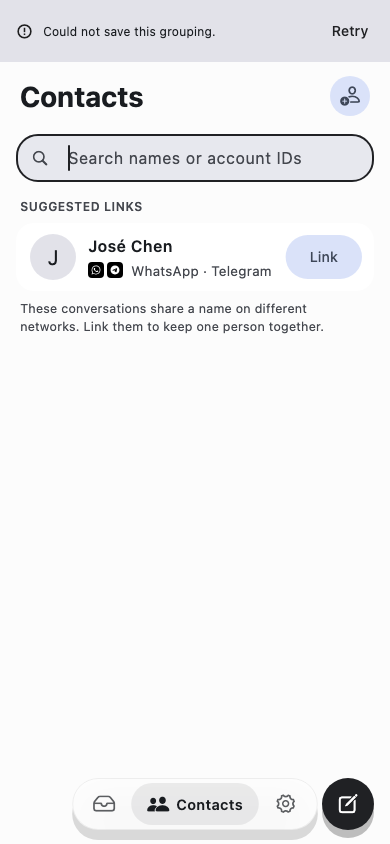 Could not save this grouping.
Retry
Contacts
Search names or account IDs
SUGGESTED LINKS
J
José Chen
WhatsApp · Telegram
Link
These conversations share a name on different
networks. Link them to keep one person together.
Contacts